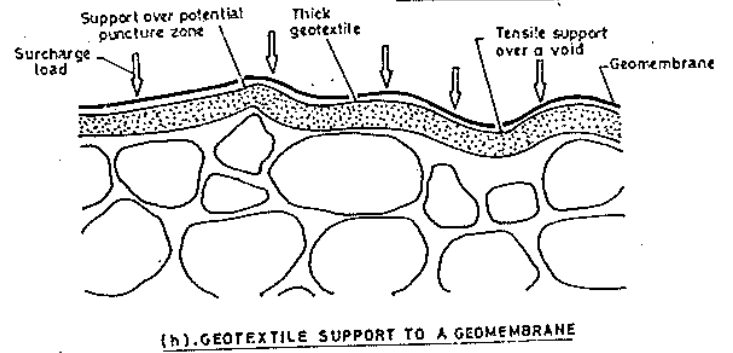 Support over potential
puncture zone
Thick
geotextile
Tensile support
over a void
Surcharge
load
Geomembrane
(h).GEOTEXTILE SUPPORT TO A GEOMEMBRANE